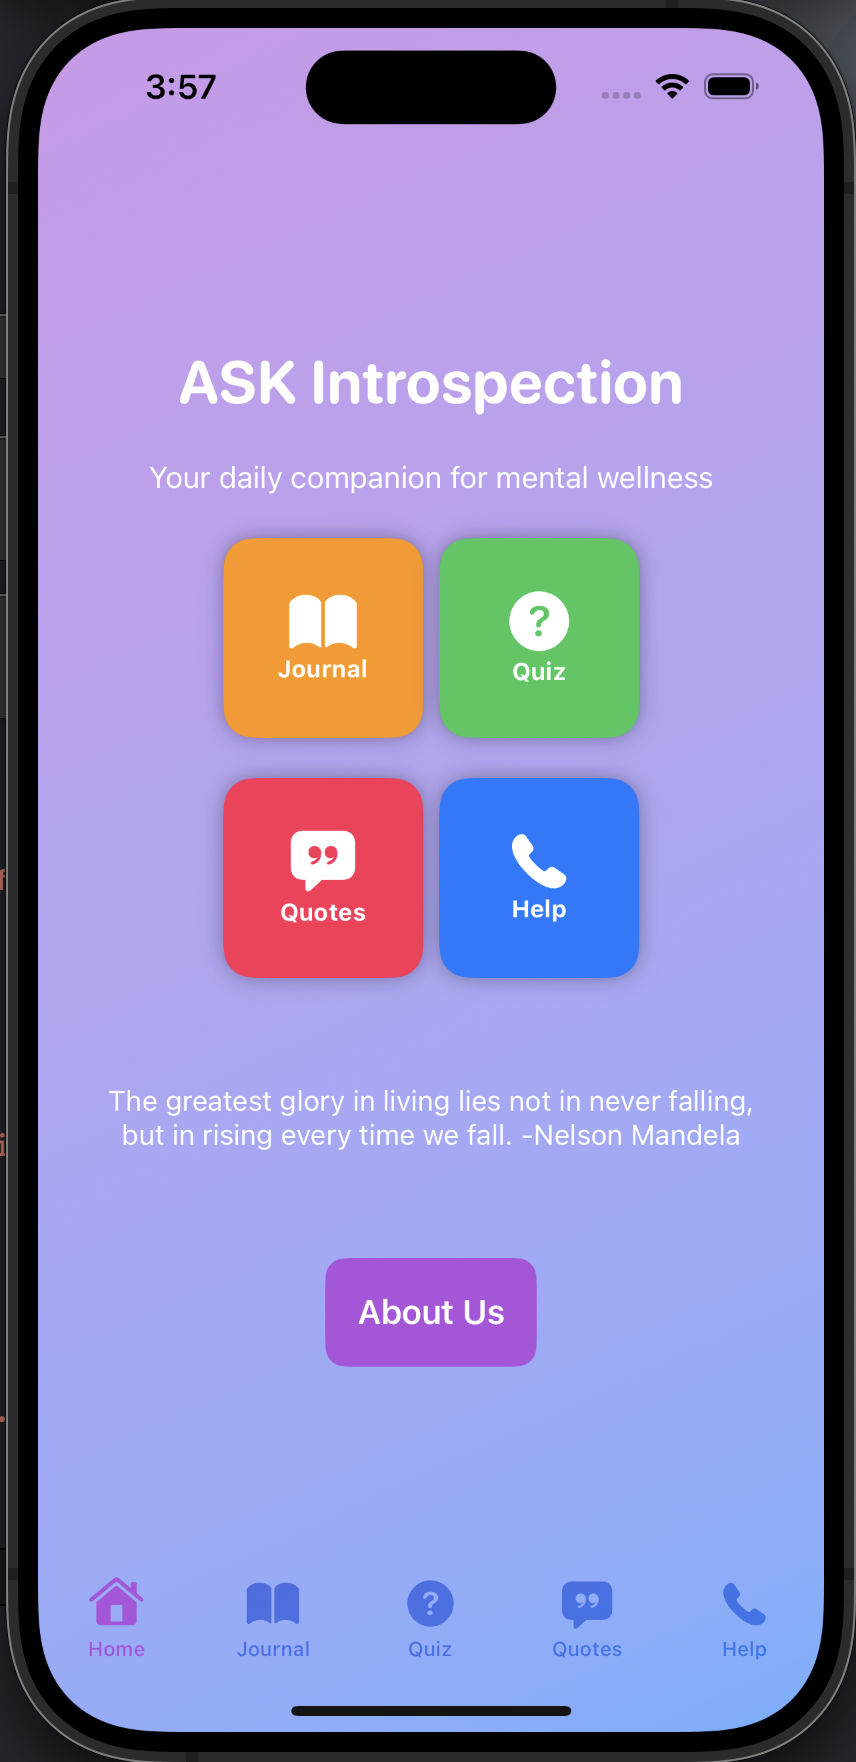 3:57
ASK Introspection
Your daily companion for mental wellness
Journal
?
Quiz
Quotes
Help
The greatest glory in living lies not in never falling,
but in rising every time we fall. -Nelson Mandela
About Us
Home
Journal
?
Quiz
Quotes
Help